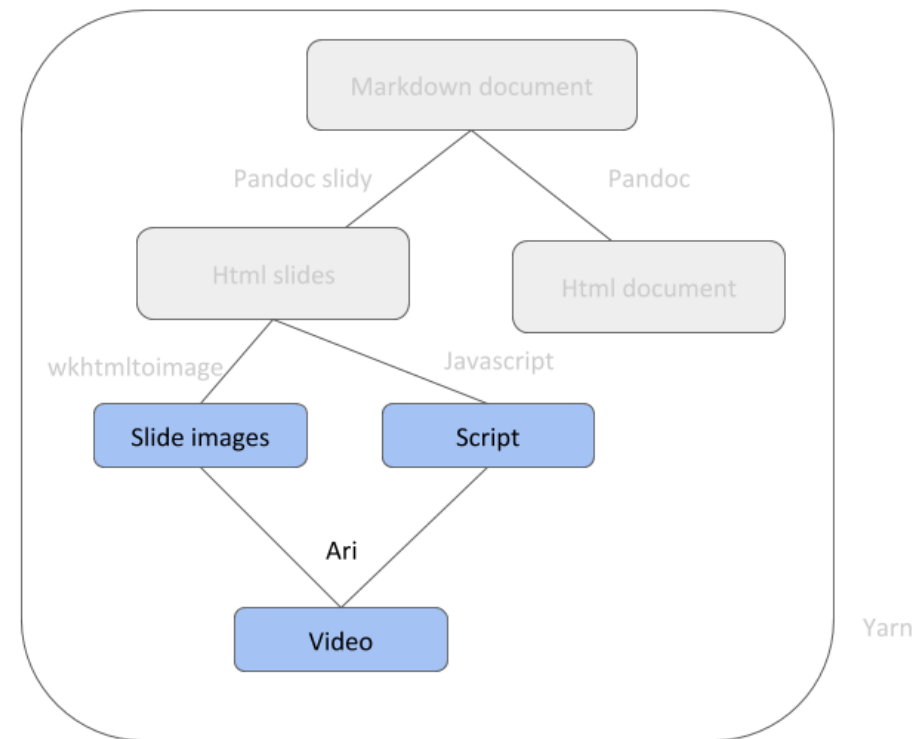 Markdown document
Pandoc slidy
Pandoc
Html slides
Html document
wkhtmltoimage
Javascript
Slide images
Script
Ari
Video
Yarn